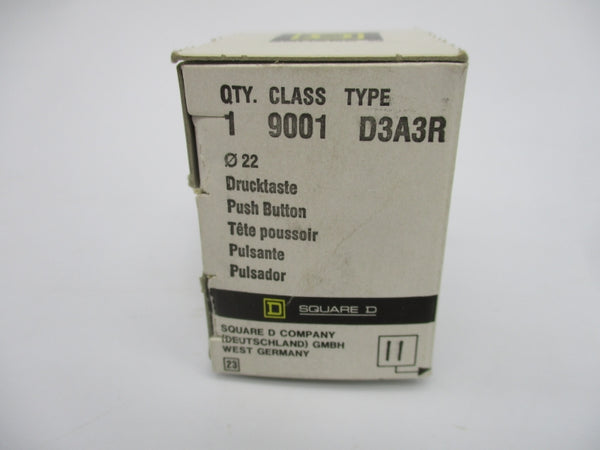 QTY. CLASS TYPE
1 9001 D3A3R
Ø 22
Drucktaste
Push Button
Tête poussoir
Pulsante
Pulsador
D SQUARE D
SQUARE D COMPANY
(DEUTSCHLAND) GMBH
WEST GERMANY
23